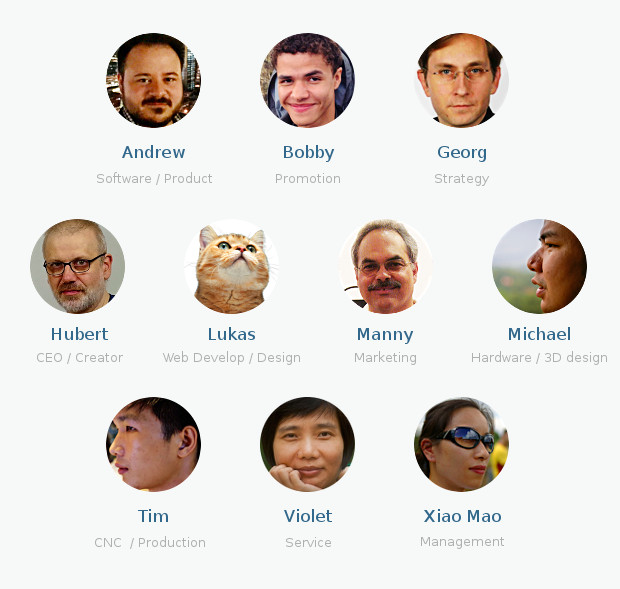 Andrew Bobby Georg
Software / Product Promotion Strategy
Hubert Lukas Manny Michael
CEO / Creator Web Develop / Design Marketing Hardware / 3D design
Tim Violet Xiao Mao
CNC / Production Service Management